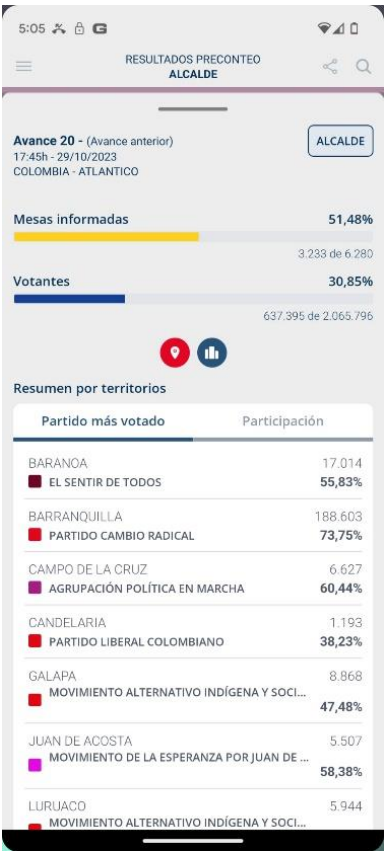 5:05 G
RESULTADOS PRECONTEO
ALCALDE
Avance 20 - (Avance anterior)
17:45h - 29/10/2023
COLOMBIA - ATLANTICO
ALCALDE
Mesas informadas 51,48%
3.233 de 6.280
Votantes 30,85%
637.395 de 2.065.796
Resumen por territorios
Partido más votado Participación
BARANOA 17.014
EL SENTIR DE TODOS 55,83%
BARRANQUILLA 188.603
PARTIDO CAMBIO RADICAL 73,75%
CAMPO DE LA CRUZ 6.627
AGRUPACIÓN POLÍTICA EN MARCHA 60,44%
CANDELARIA 1.193
PARTIDO LIBERAL COLOMBIANO 38,23%
GALAPA 8.868
MOVIMIENTO ALTERNATIVO INDÍGENA Y SOCI...
47,48%
JUAN DE ACOSTA 5.507
MOVIMIENTO DE LA ESPERANZA POR JUAN DE ...
58,38%
LURUACO 5.944
MOVIMIENTO ALTERNATIVO INDÍGENA Y SOCI...